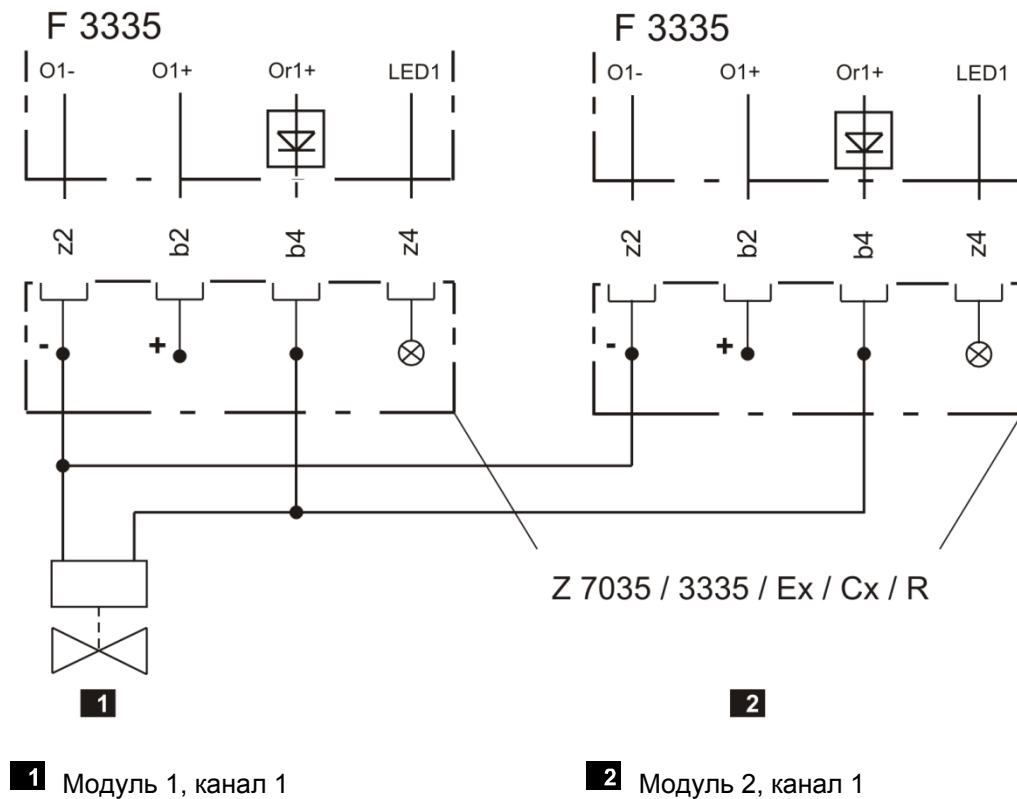 F 3335
F 3335
O1- O1+ Or1+ LED1
O1- O1+ Or1+ LED1
z2 b2 b4 z4
z2 b2 b4 z4
- +
- +
Z 7035 / 3335 / Ex / Cx / R
1
2
1 Модуль 1, канал 1
2 Модуль 2, канал 1